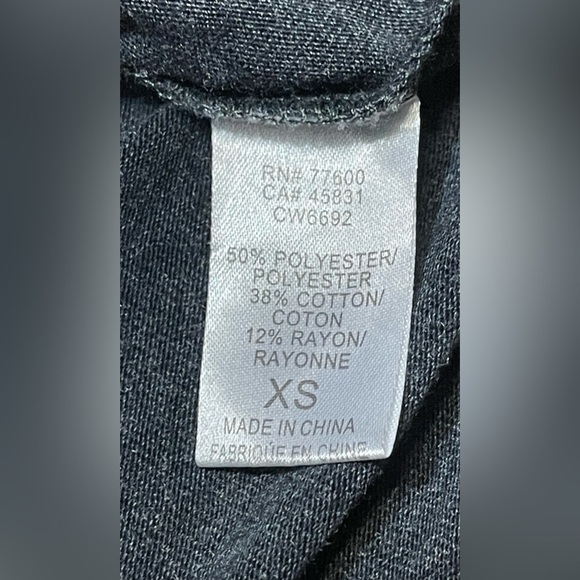 RN# 77600
CA# 45831
CW6692
50% POLYESTER/
POLYESTER
38% COTTON/
COTON
12% RAYON/
RAYONNE
XS
MADE IN CHINA
FABRIQUE EN CHINE